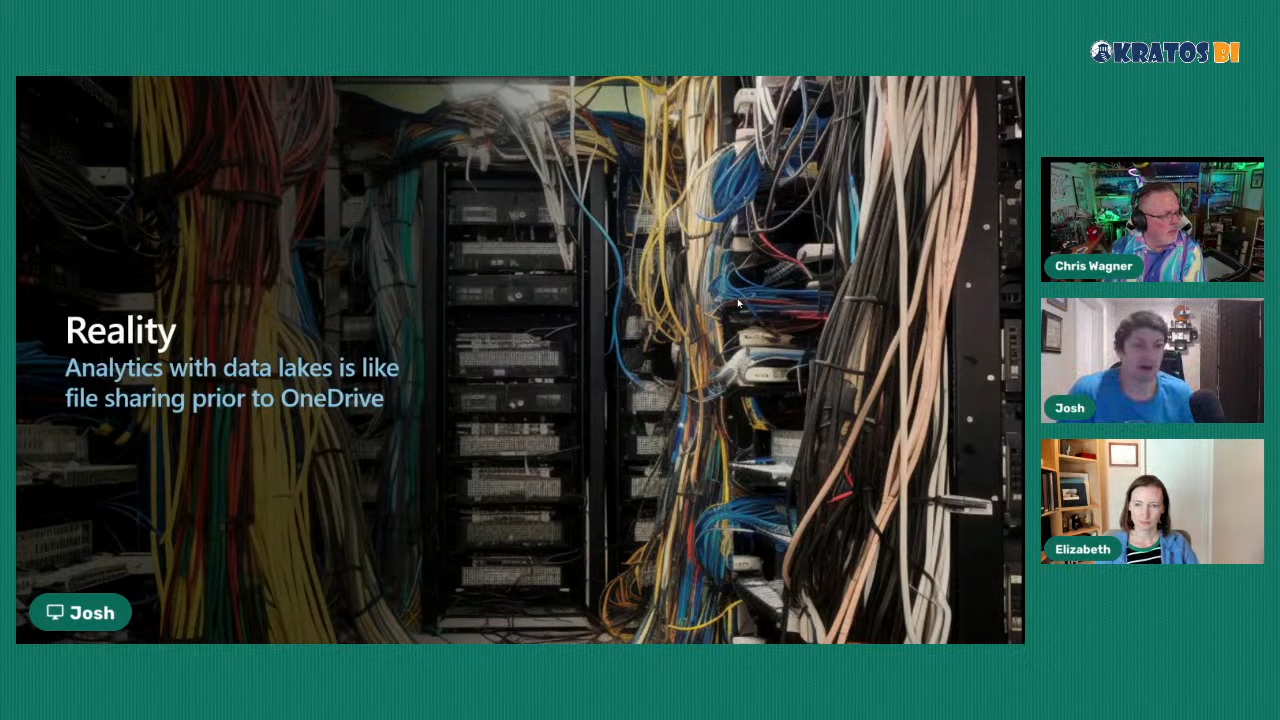 KRATOS BI
Reality
Analytics with data lakes is like
file sharing prior to OneDrive
Josh
Chris Wagner
Josh
Elizabeth